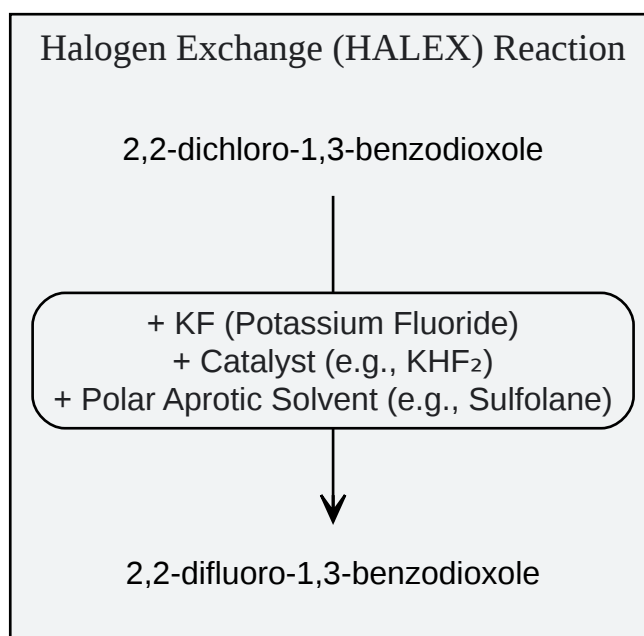 Halogen Exchange (HALEX) Reaction
2,2-dichloro-1,3-benzodioxole
+ KF (Potassium Fluoride)
+ Catalyst (e.g., KHF₂)
+ Polar Aprotic Solvent (e.g., Sulfolane)
2,2-difluoro-1,3-benzodioxole